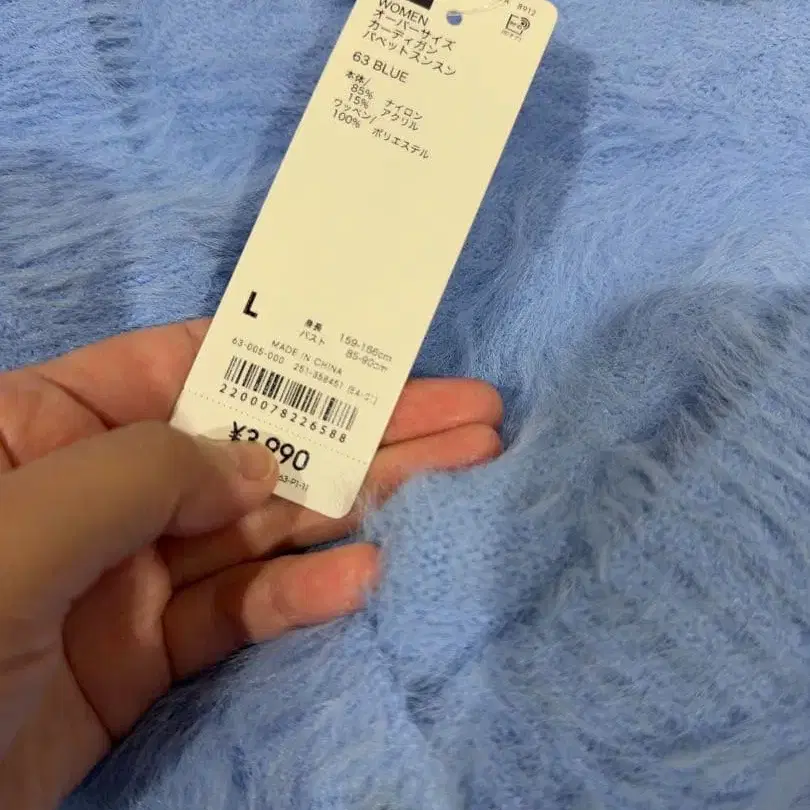 8912
WOMEN
オーバーサイズ
カーディガン
パペットスンスン
63 BLUE
本体/
85% ナイロン
15% アクリル
ワッペン/
100% ポリエステル
L
身長 159-166cm
バスト 85-90cm
MADE IN CHINA
63-005-000 251-358461
2200078226588
¥3,990